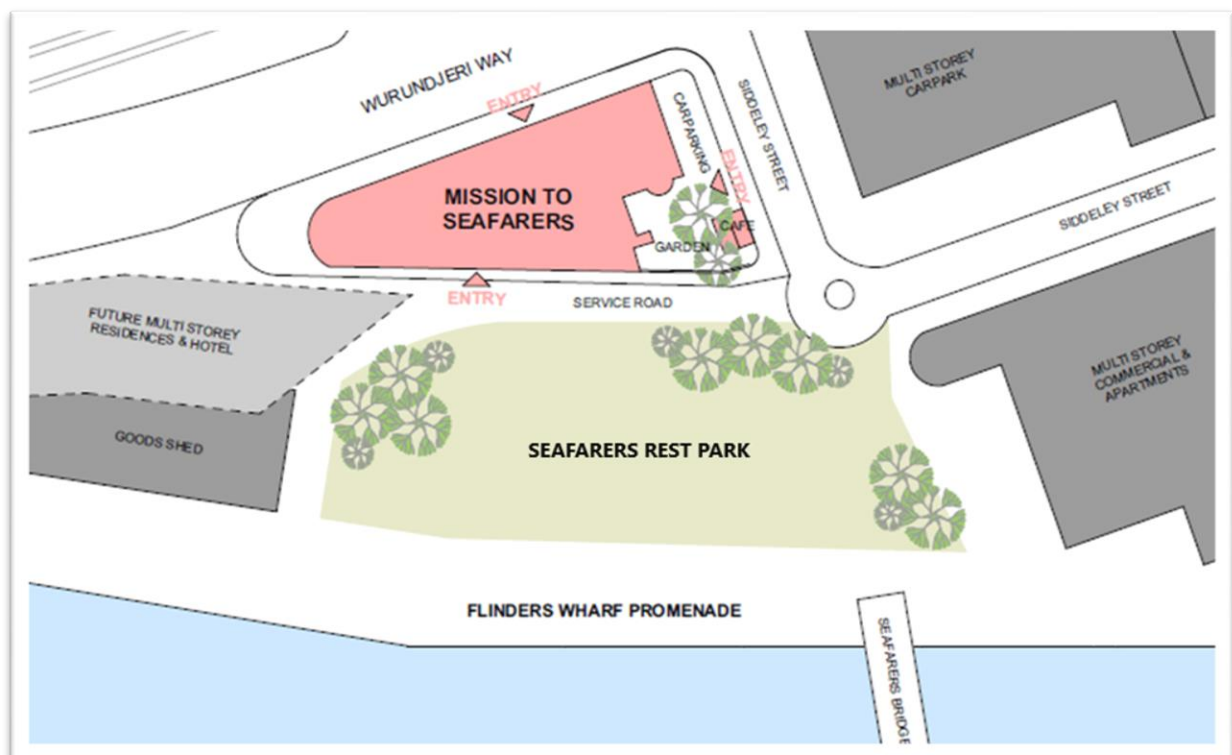 WURUNDJERI WAY
ENTRY
CARPARKING
SIDDELEY STREET
MULTI STOREY
CARPARK
ENTRY
MISSION TO
SEAFARERS
CAFE
GARDEN
SIDDELEY STREET
ENTRY
SERVICE ROAD
FUTURE MULTI STOREY
RESIDENCES & HOTEL
MULTI STOREY
COMMERCIAL &
APARTMENTS
GOODS SHED
SEAFARERS REST PARK
FLINDERS WHARF PROMENADE
SEAFARERS BRIDGE